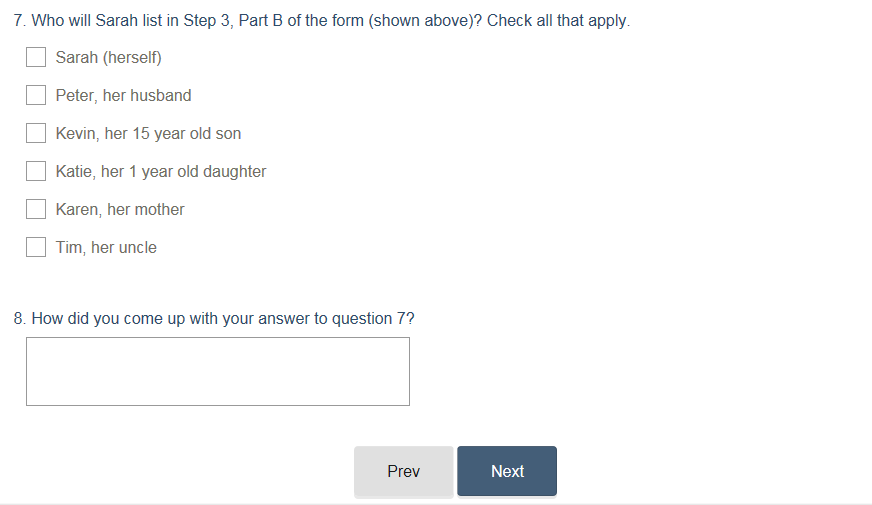 7. Who will Sarah list in Step 3, Part B of the form (shown above)? Check all that apply.
Sarah (herself)
Peter, her husband
Kevin, her 15 year old son
Katie, her 1 year old daughter
Karen, her mother
Tim, her uncle
8. How did you come up with your answer to question 7?
Prev
Next